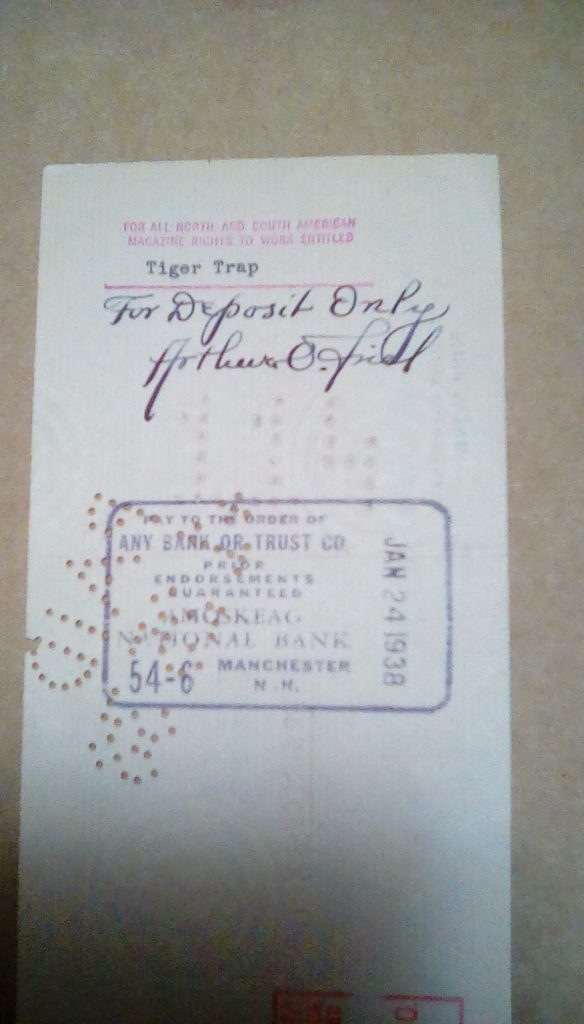 FOR ALL NORTH AND SOUTH AMERICAN
MAGAZINE RIGHTS TO WORK ENTITLED
Tiger Trap
For Deposit Only
Arthur O. Friel
PAY TO THE ORDER OF
ANY BANK OR TRUST CO
PRIOR
ENDORSEMENTS
GUARANTEED
AMOSKEAG
NATIONAL BANK
54-6 MANCHESTER
N. H.
JAN 24 1938